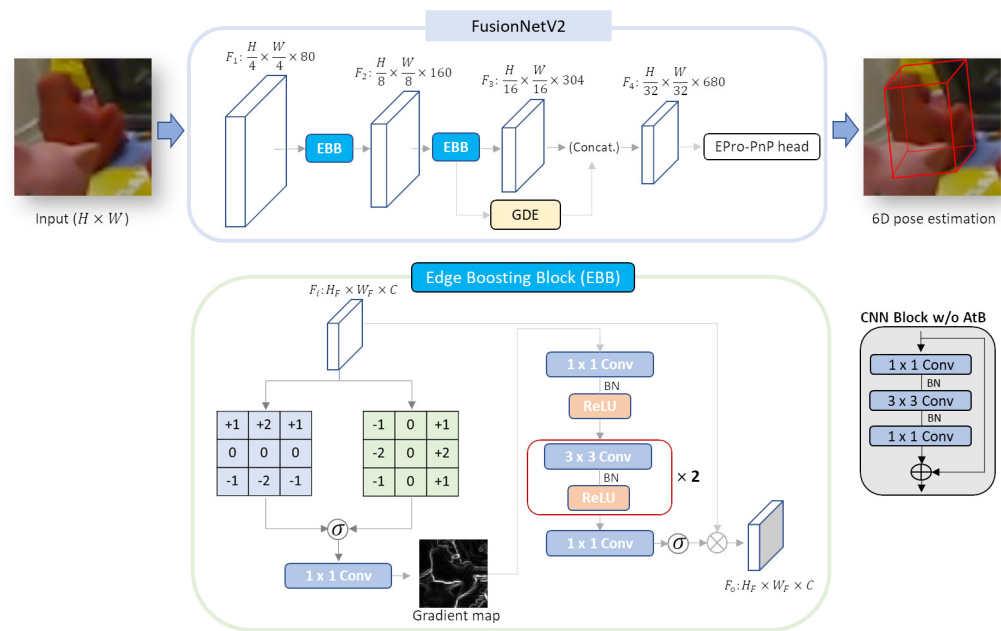 FusionNetV2
F₁: H/4 × W/4 × 80
F₂: H/8 × W/8 × 160
F₃: H/16 × W/16 × 304
F₄: H/32 × W/32 × 680
EBB
EBB
(Concat.)
EPro-PnP head
GDE
Input (H × W)
6D pose estimation
Edge Boosting Block (EBB)
Fᵢ: H_F × W_F × C
+1 +2 +1
0 0 0
-1 -2 -1
-1 0 +1
-2 0 +2
-1 0 +1
σ
1 x 1 Conv
Gradient map
1 x 1 Conv
BN
ReLU
3 x 3 Conv
BN
ReLU
× 2
1 x 1 Conv
σ
Fₒ: H_F × W_F × C
CNN Block w/o AtB
1 x 1 Conv
BN
3 x 3 Conv
BN
1 x 1 Conv